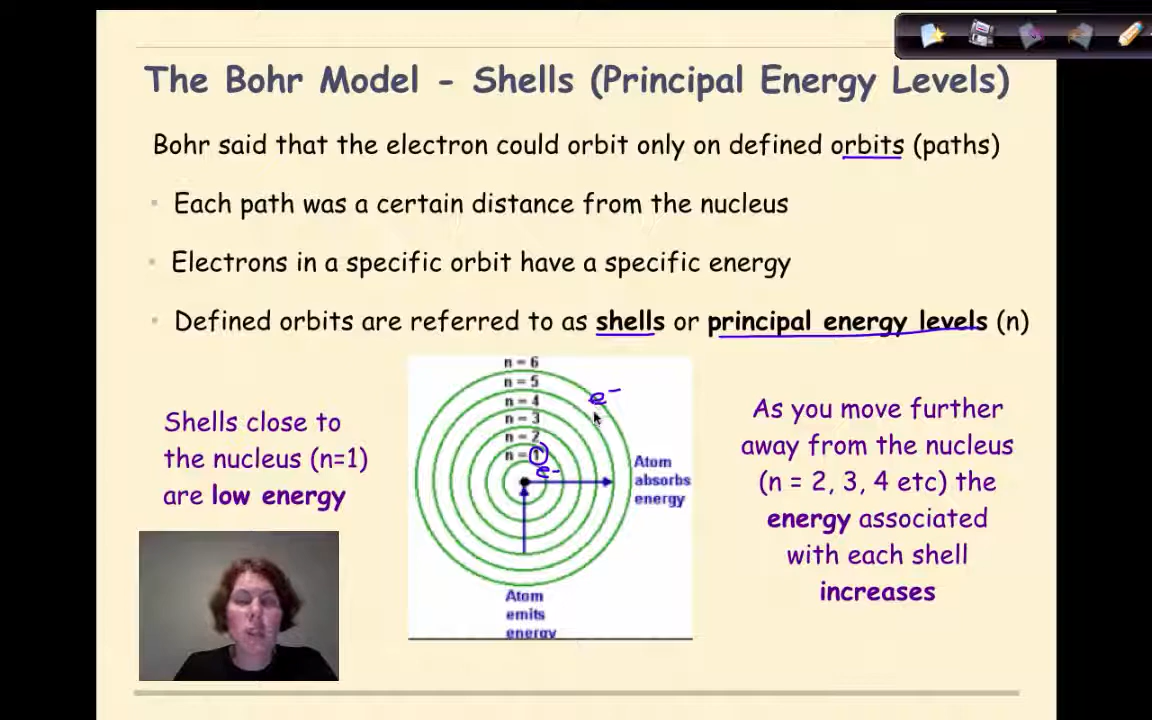 The Bohr Model - Shells (Principal Energy Levels)
Bohr said that the electron could orbit only on defined orbits (paths)
Each path was a certain distance from the nucleus
Electrons in a specific orbit have a specific energy
Defined orbits are referred to as shells or principal energy levels (n)
Shells close to
the nucleus (n=1)
are low energy
n = 6
n = 5
n = 4
n = 3
n = 2
n = 1
e-
e-
Atom
absorbs
energy
Atom
emits
energy
As you move further
away from the nucleus
(n = 2, 3, 4 etc) the
energy associated
with each shell
increases